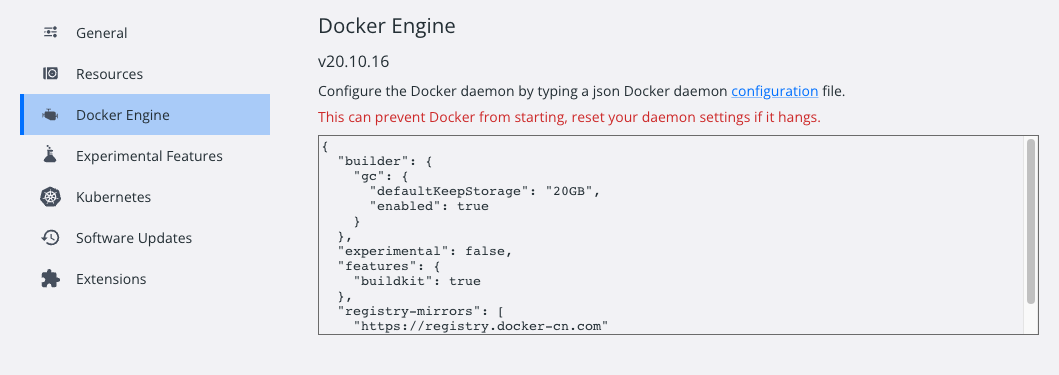 General
Resources
Docker Engine
Experimental Features
Kubernetes
Software Updates
Extensions
Docker Engine
v20.10.16
Configure the Docker daemon by typing a json Docker daemon configuration file.
This can prevent Docker from starting, reset your daemon settings if it hangs.
{
  "builder": {
    "gc": {
      "defaultKeepStorage": "20GB",
      "enabled": true
    }
  },
  "experimental": false,
  "features": {
    "buildkit": true
  },
  "registry-mirrors": [
    "https://registry.docker-cn.com"